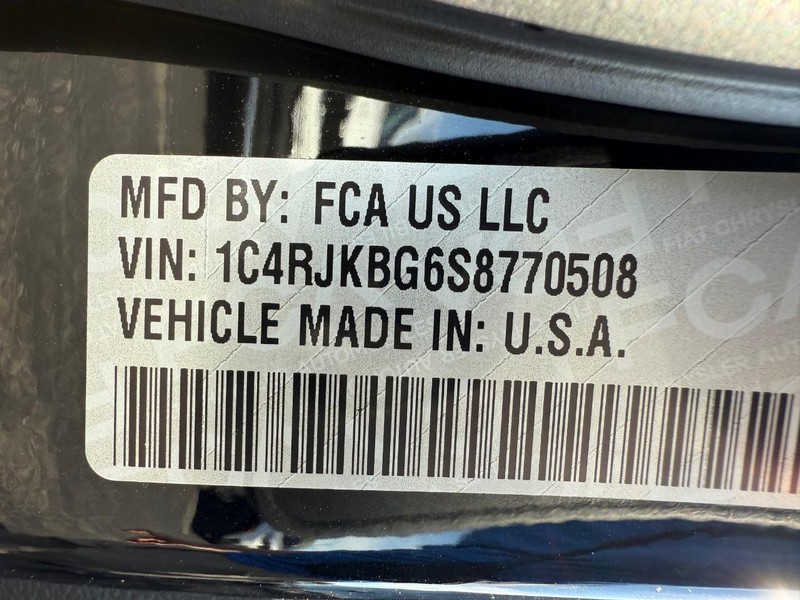 MFD BY: FCA US LLC
VIN: 1C4RJKBG6S8770508
VEHICLE MADE IN: U.S.A.